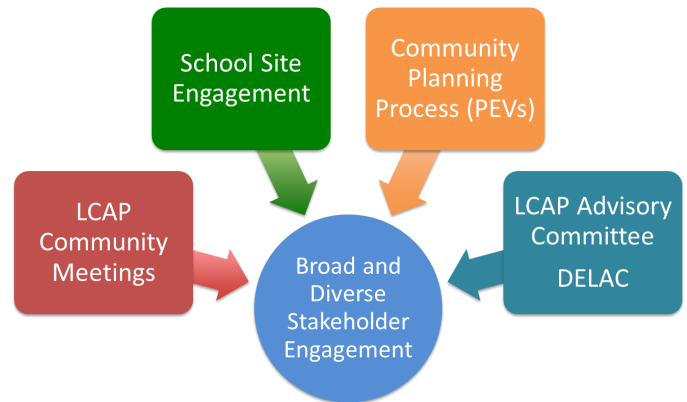 School Site
Engagement
Community
Planning
Process (PEVs)
LCAP
Community
Meetings
LCAP Advisory
Committee
DELAC
Broad and
Diverse
Stakeholder
Engagement